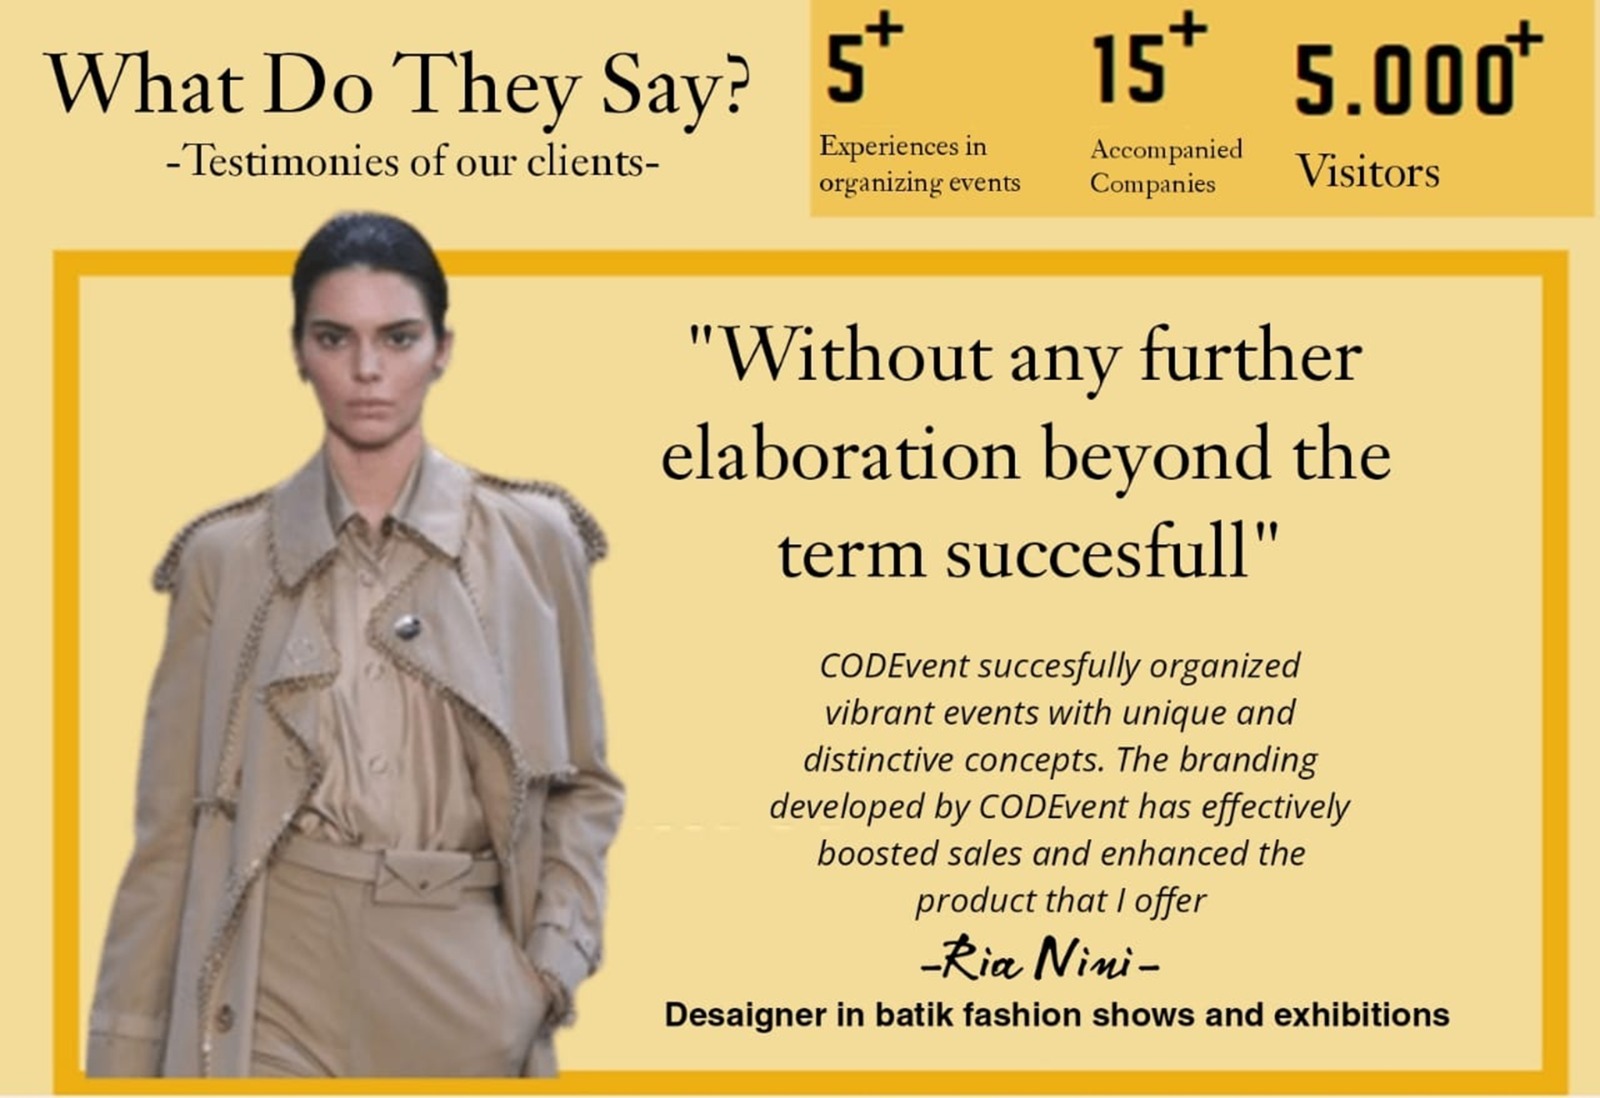 What Do They Say?
-Testimonies of our clients-
5+
Experiences in
organizing events
15+
Accompanied
Companies
5.000+
Visitors
"Without any further
elaboration beyond the
term succesfull"
CODEvent succesfully organized
vibrant events with unique and
distinctive concepts. The branding
developed by CODEvent has effectively
boosted sales and enhanced the
product that I offer
-Ria Nini-
Desaigner in batik fashion shows and exhibitions